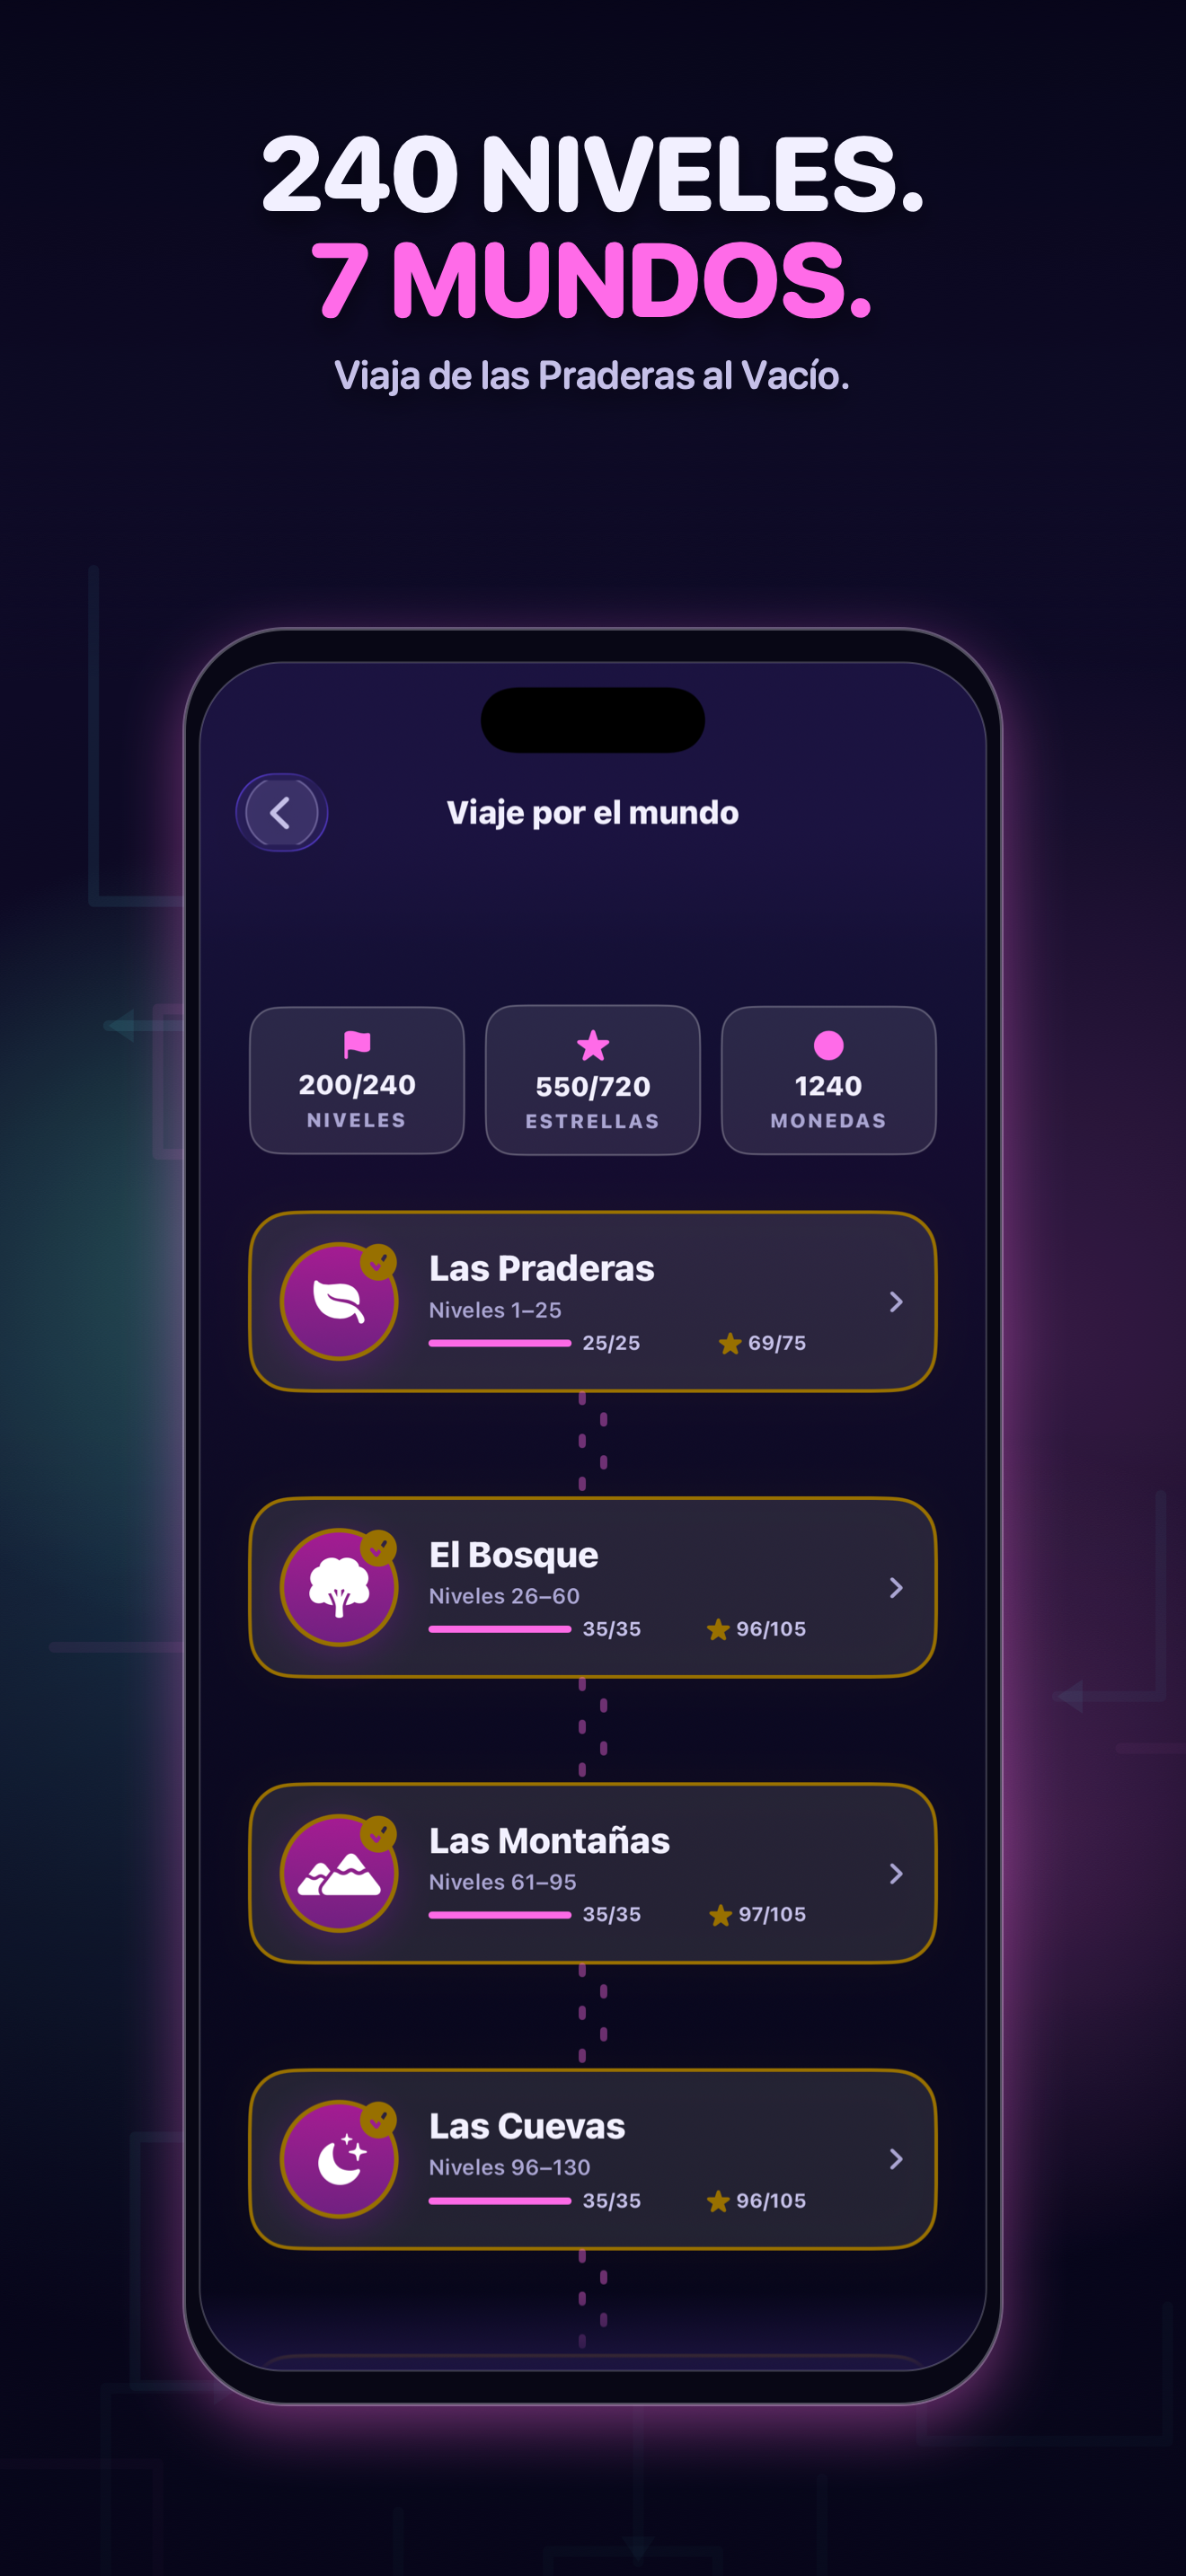 240 NIVELES.
7 MUNDOS.
Viaja de las Praderas al Vacío.
Viaje por el mundo
200/240
NIVELES
550/720
ESTRELLAS
1240
MONEDAS
Las Praderas
Niveles 1–25
25/25 69/75
El Bosque
Niveles 26–60
35/35 96/105
Las Montañas
Niveles 61–95
35/35 97/105
Las Cuevas
Niveles 96–130
35/35 96/105